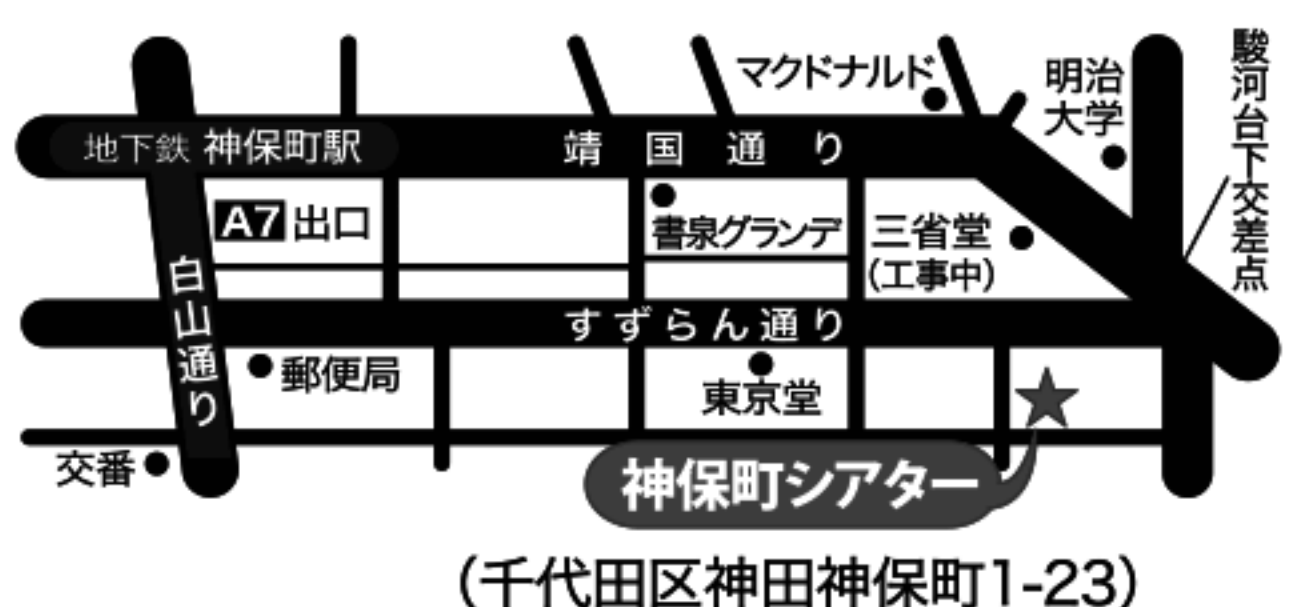 マクドナルド
明治
大学
駿河台下交差点
地下鉄 神保町駅
靖国通り
A7 出口
書泉グランデ
三省堂
(工事中)
白山通り
すずらん通り
郵便局
東京堂
交番
神保町シアター
(千代田区神田神保町1-23)